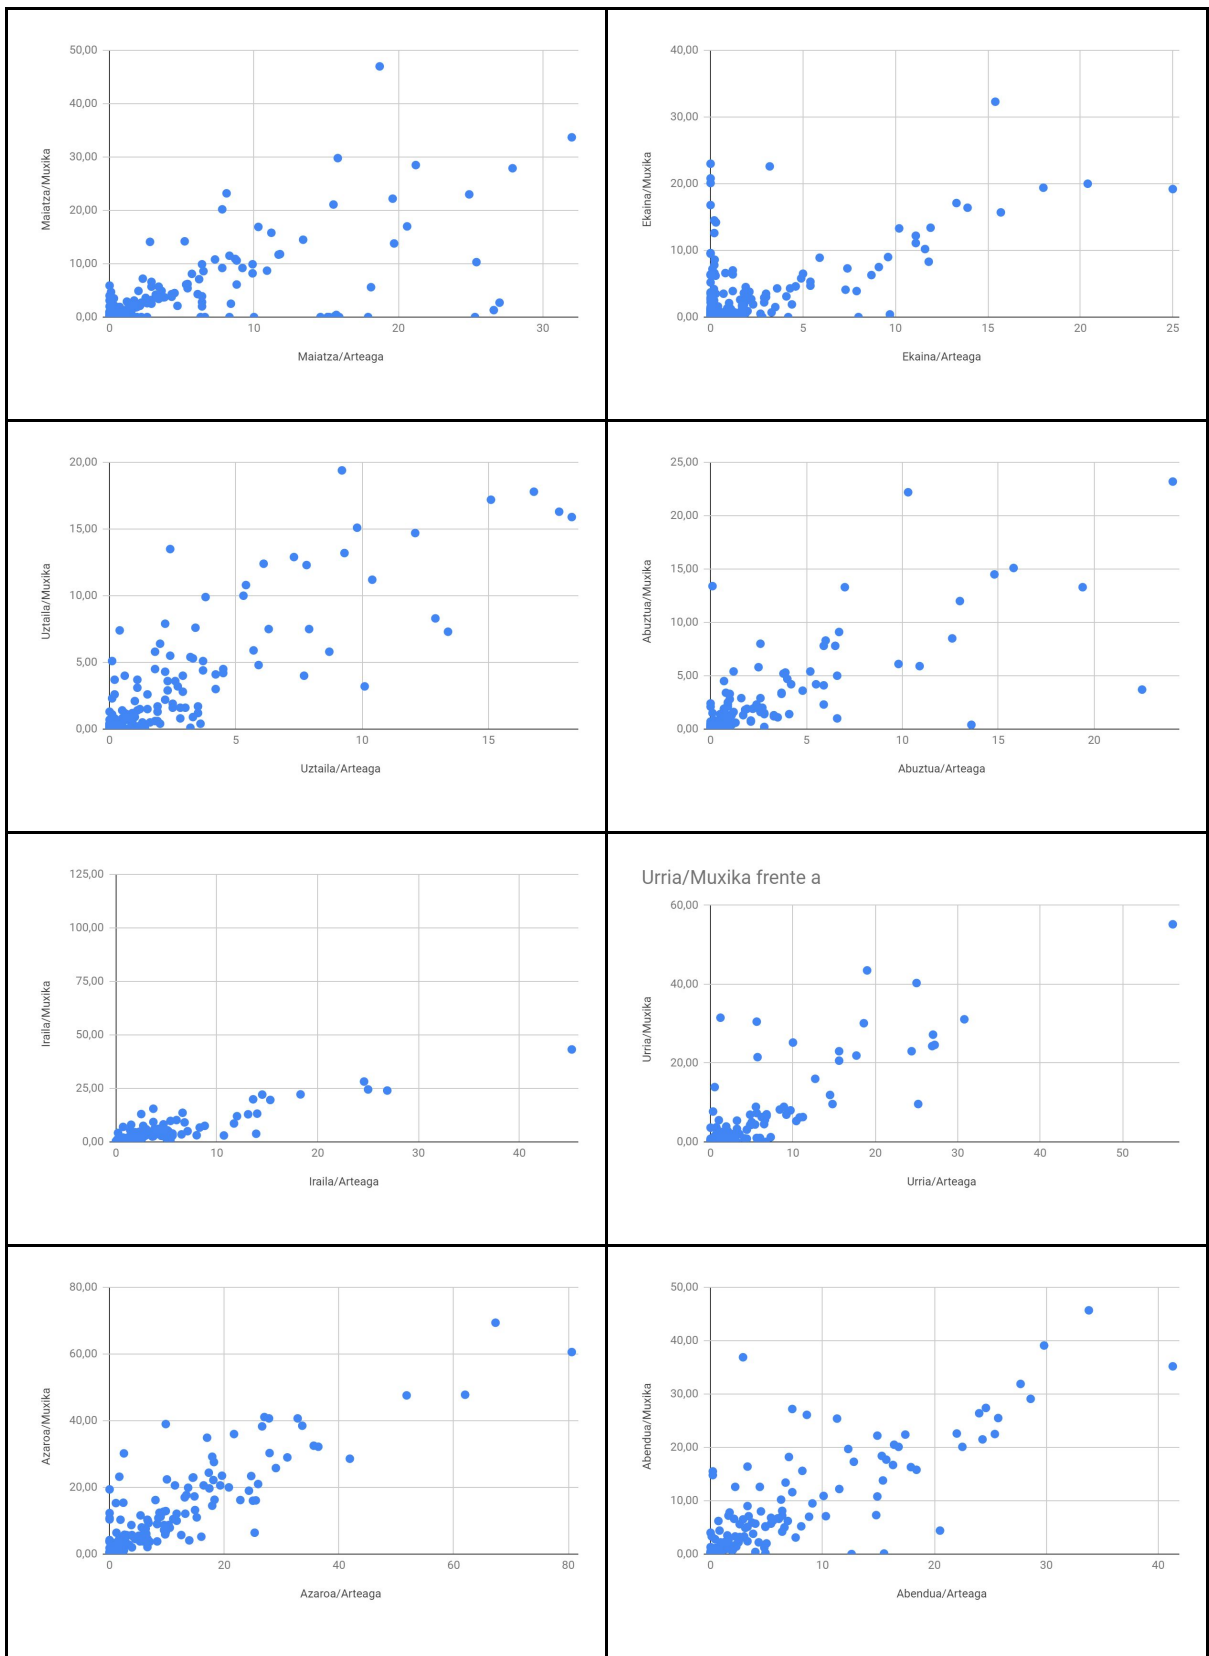 50,00
40,00
30,00
20,00
10,00
0,00
0 10 20 30
Maiatza/Muxika
Maiatza/Arteaga
40,00
30,00
20,00
10,00
0,00
0 5 10 15 20 25
Ekaina/Muxika
Ekaina/Arteaga
20,00
15,00
10,00
5,00
0,00
0 5 10 15
Uztaila/Muxika
Uztaila/Arteaga
25,00
20,00
15,00
10,00
5,00
0,00
0 5 10 15 20
Abuztua/Muxika
Abuztua/Arteaga
125,00
100,00
75,00
50,00
25,00
0,00
0 10 20 30 40
Iraila/Muxika
Iraila/Arteaga
Urria/Muxika frente a
60,00
40,00
20,00
0,00
0 10 20 30 40 50
Urria/Muxika
Urria/Arteaga
80,00
60,00
40,00
20,00
0,00
0 20 40 60 80
Azaroa/Muxika
Azaroa/Arteaga
50,00
40,00
30,00
20,00
10,00
0,00
0 10 20 30 40
Abendua/Muxika
Abendua/Arteaga